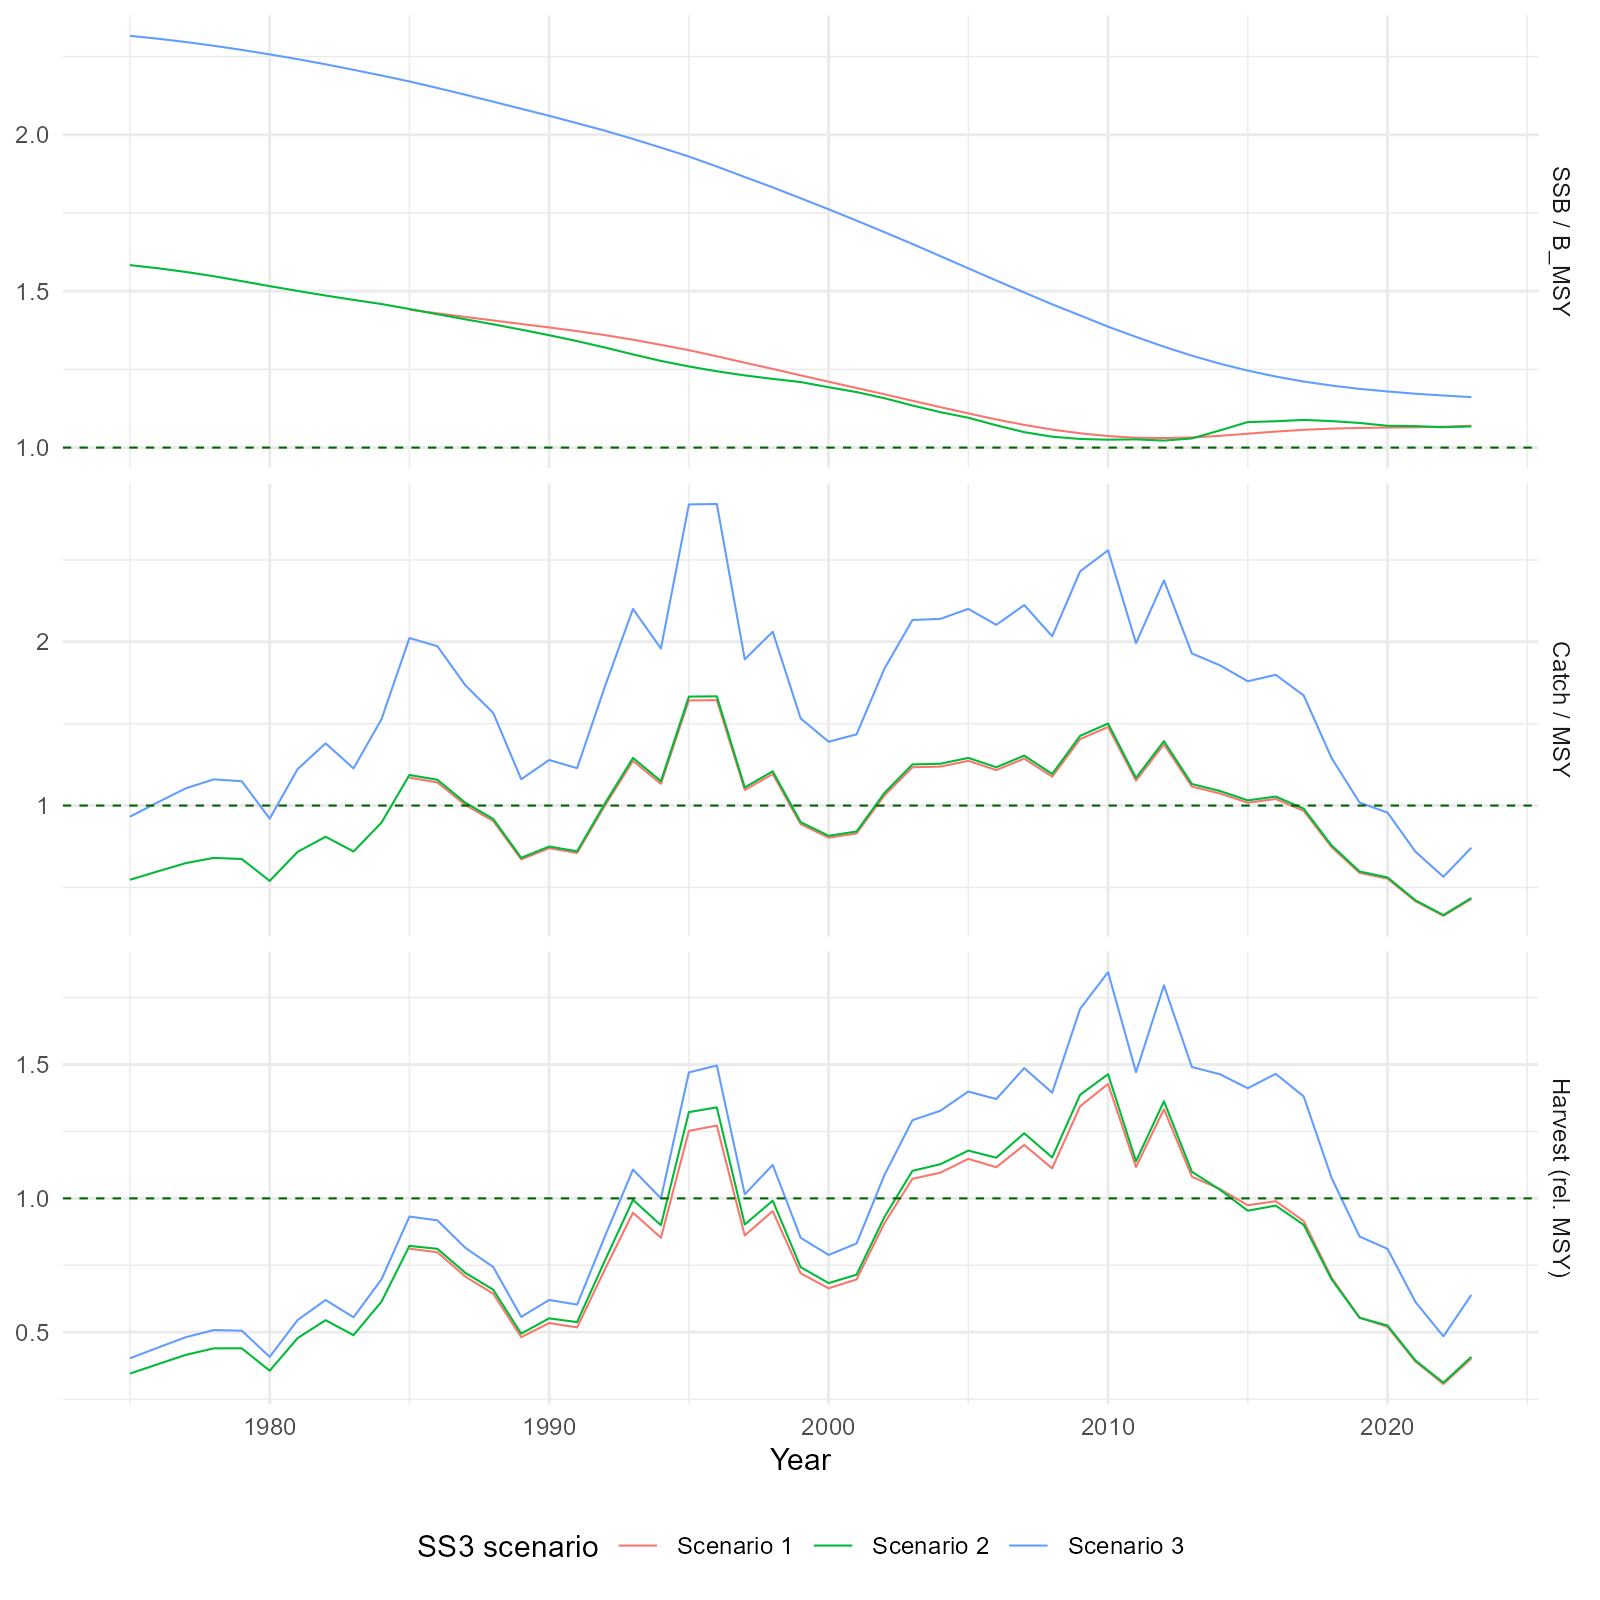 2.0
1.5
1.0
SSB / B_MSY
2
1
Catch / MSY
1.5
1.0
0.5
Harvest (rel. MSY)
1980 1990 2000 2010 2020
Year
SS3 scenario Scenario 1 Scenario 2 Scenario 3